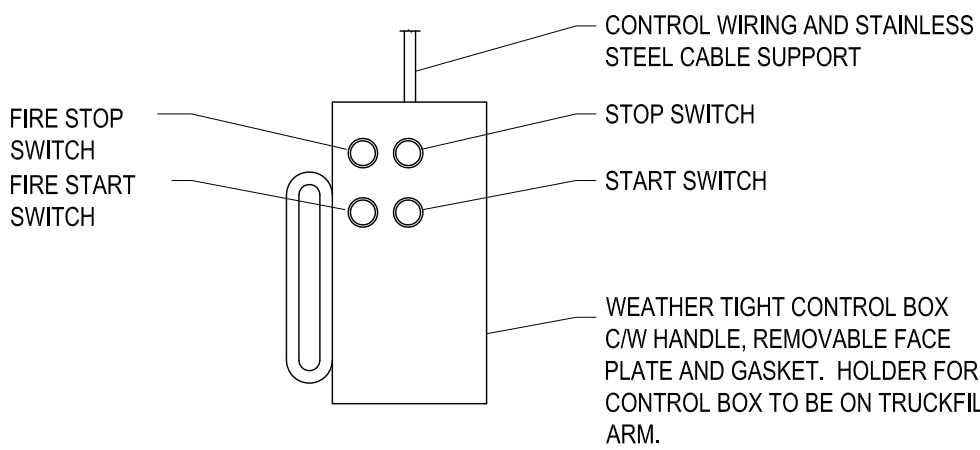 CONTROL WIRING AND STAINLESS
STEEL CABLE SUPPORT
FIRE STOP
SWITCH
STOP SWITCH
FIRE START
SWITCH
START SWITCH
WEATHER TIGHT CONTROL BOX
C/W HANDLE, REMOVABLE FACE
PLATE AND GASKET. HOLDER FOR
CONTROL BOX TO BE ON TRUCKFIL
ARM.